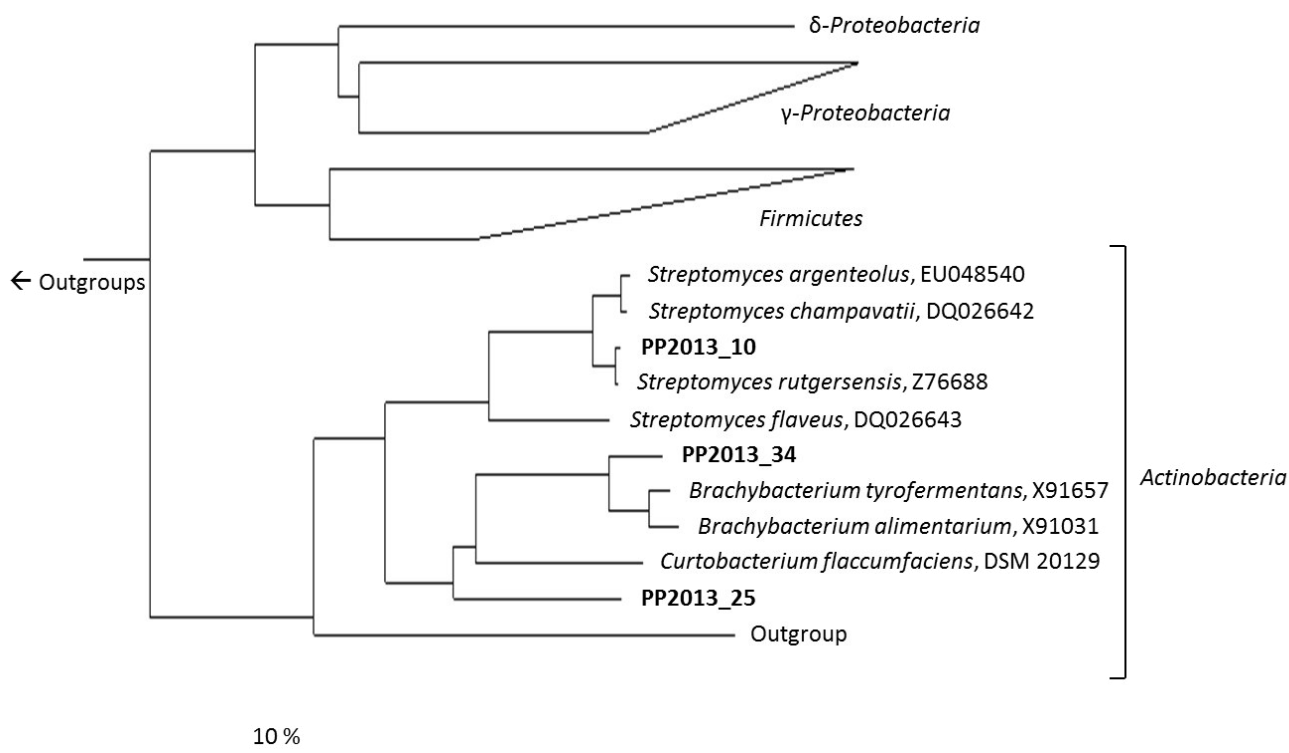 δ-Proteobacteria
γ-Proteobacteria
Firmicutes
← Outgroups
Streptomyces argenteolus, EU048540
Streptomyces champavatii, DQ026642
PP2013_10
Streptomyces rutgersensis, Z76688
Streptomyces flaveus, DQ026643
PP2013_34
Brachybacterium tyrofermentans, X91657
Actinobacteria
Brachybacterium alimentarium, X91031
Curtobacterium flaccumfaciens, DSM 20129
PP2013_25
Outgroup
10 %